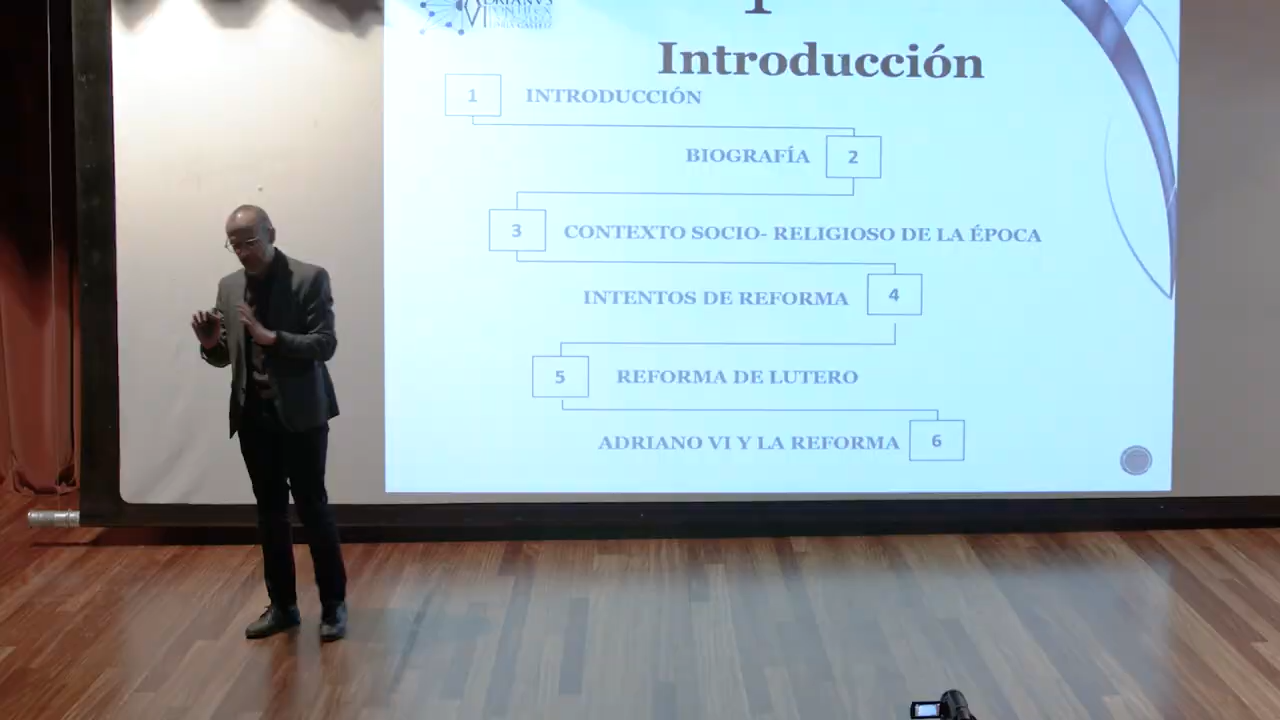 VI
Introducción
1 INTRODUCCIÓN
BIOGRAFÍA 2
3 CONTEXTO SOCIO- RELIGIOSO DE LA ÉPOCA
INTENTOS DE REFORMA 4
5 REFORMA DE LUTERO
ADRIANO VI Y LA REFORMA 6